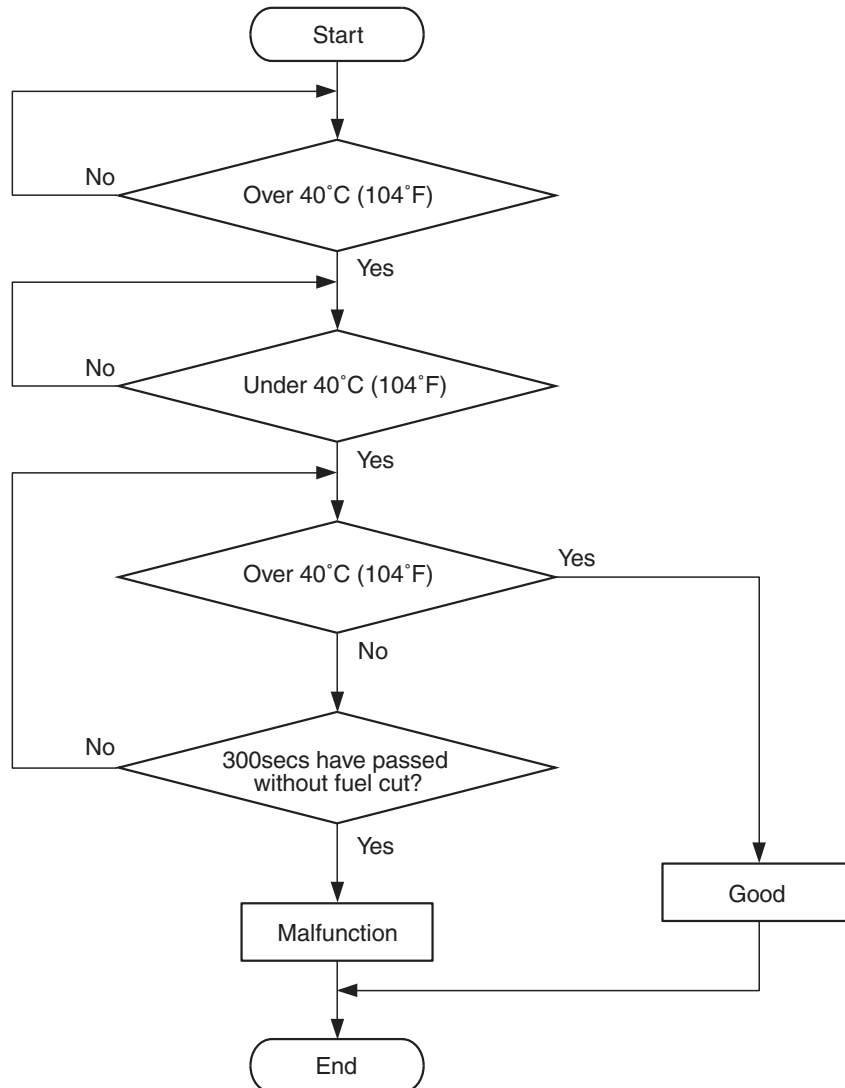 Start
No
Over 40˚C (104˚F)
Yes
No
Under 40˚C (104˚F)
Yes
Over 40˚C (104˚F)
Yes
No
No
300secs have passed
without fuel cut?
Yes
Good
Malfunction
End